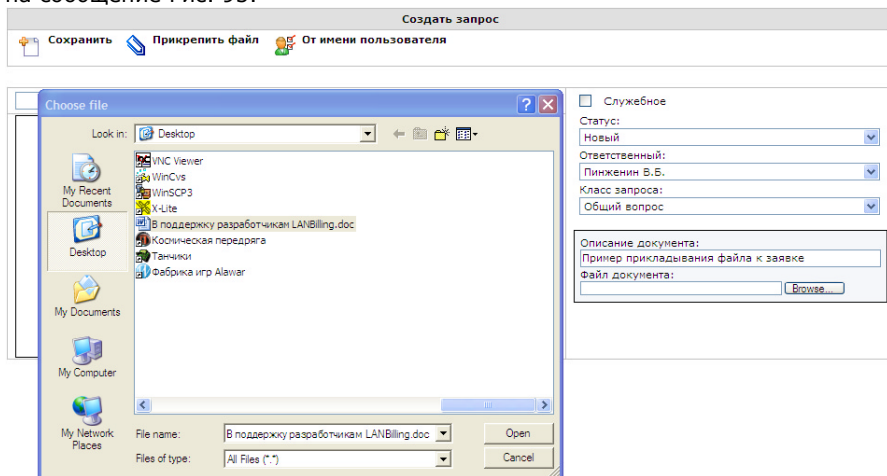 на сообщение Рис. 93.
Создать запрос
Сохранить Прикрепить файл От имени пользователя
Choose file
Look in: Desktop
My Recent Documents
Desktop
My Documents
My Computer
My Network Places
VNC Viewer
WinCvs
WinSCP3
X-Lite
В поддержку разработчикам LANBilling.doc
Космическая передряга
Танчики
Фабрика игр Alawar
File name: В поддержку разработчикам LANBilling.doc Open
Files of type: All Files (*.*) Cancel
Служебное
Статус:
Новый
Ответственный:
Пинженин В.Б.
Класс запроса:
Общий вопрос
Описание документа:
Пример прикладывания файла к заявке
Файл документа:
Browse...